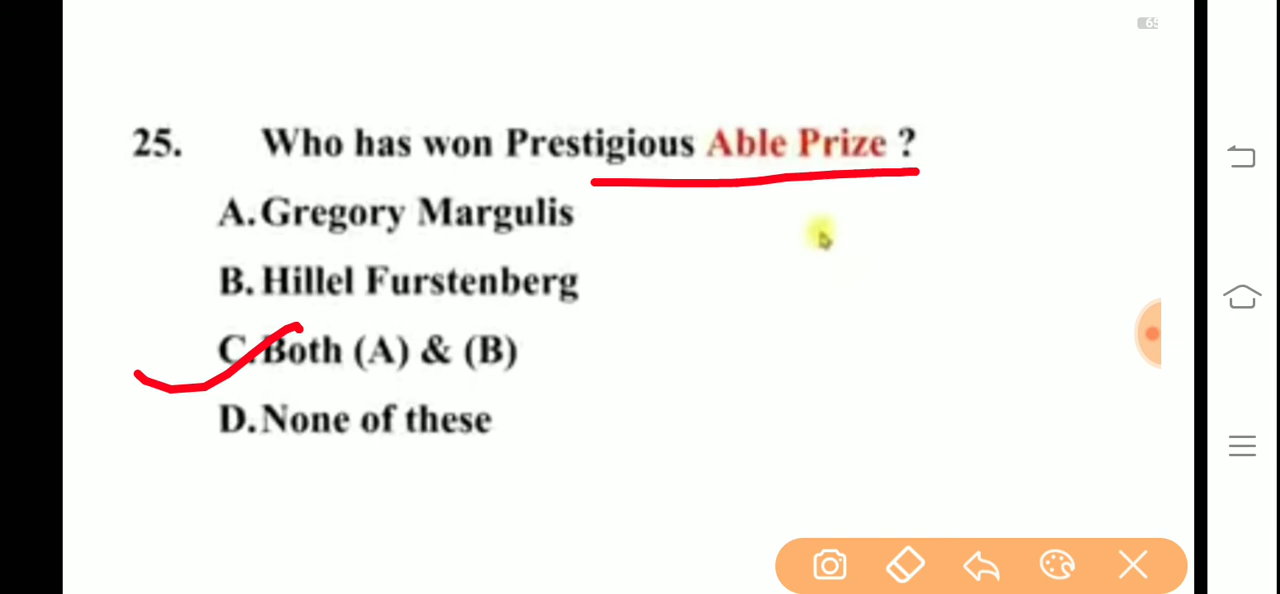 25. Who has won Prestigious Able Prize ?
A. Gregory Margulis
B. Hillel Furstenberg
C. Both (A) & (B)
D. None of these